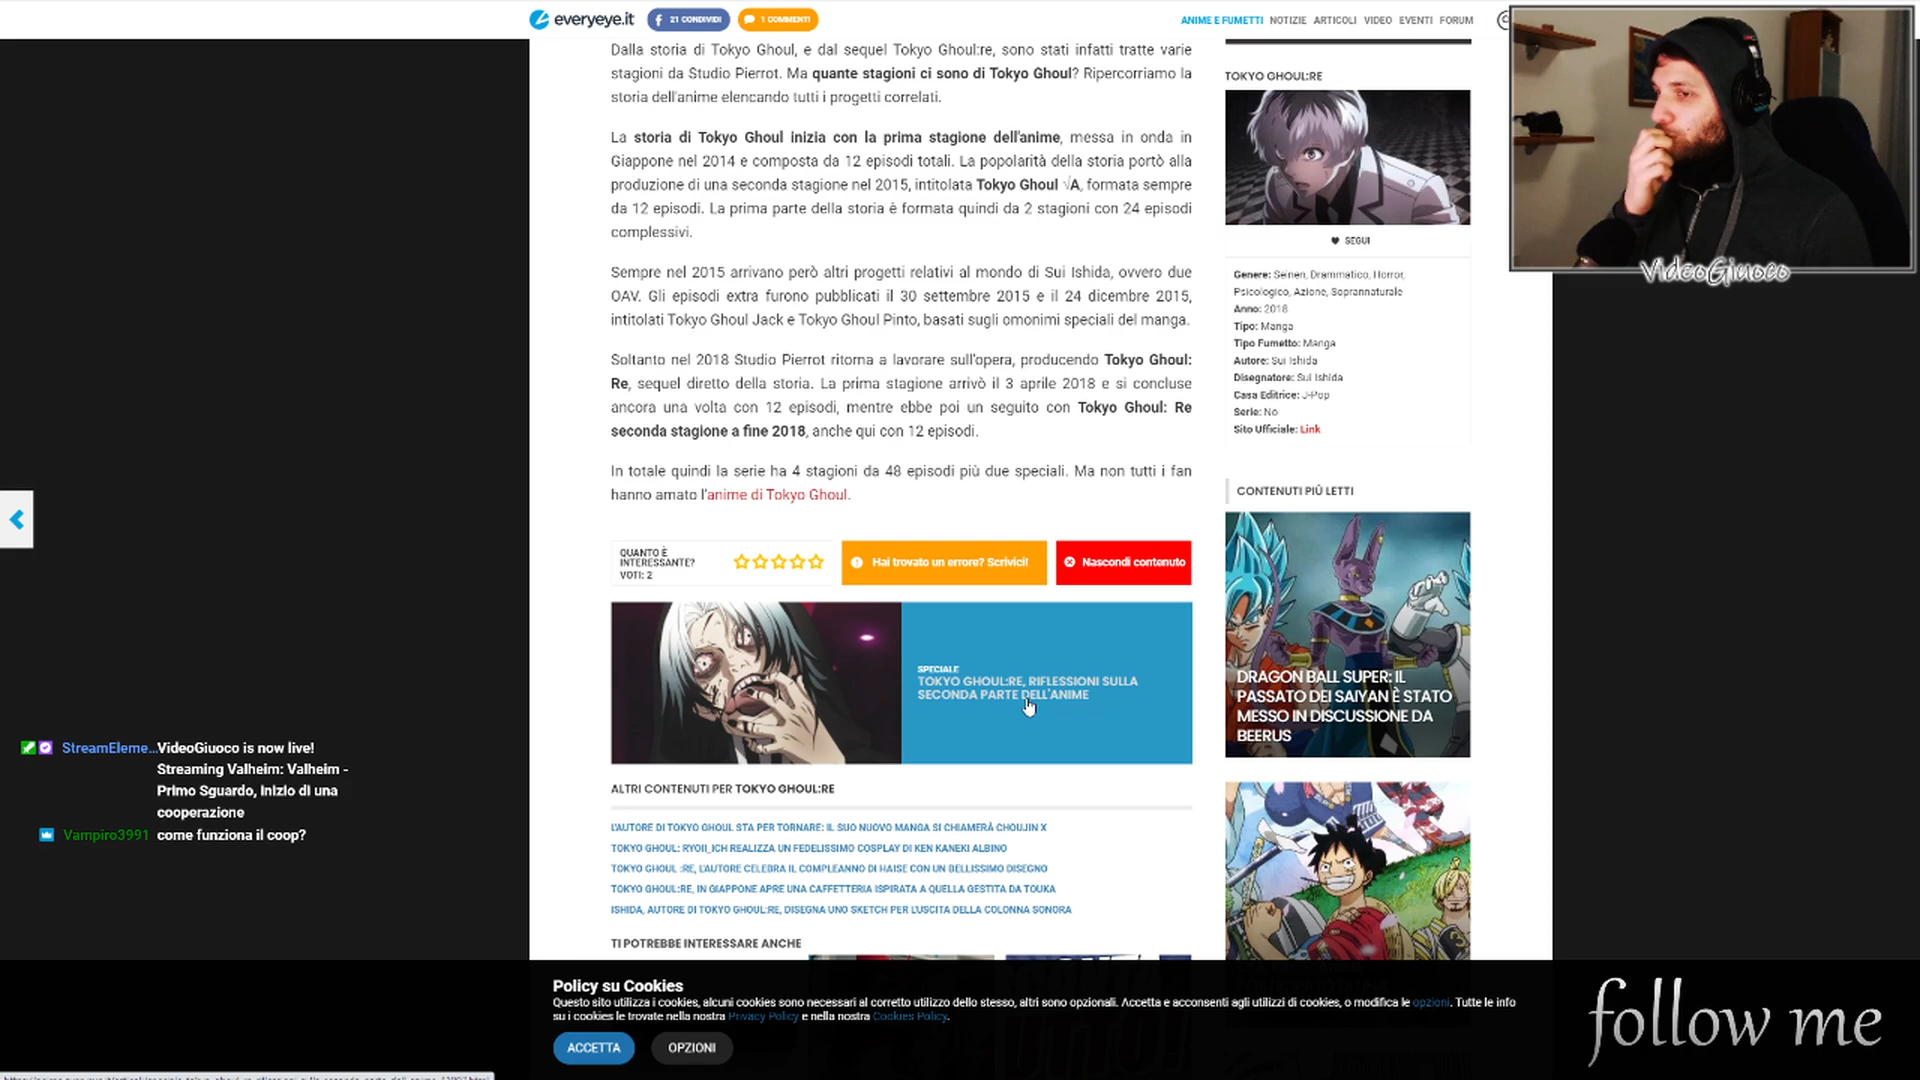 everyeye.it
21 CONDIVIDI
1 COMMENTI
ANIME E FUMETTI NOTIZIE ARTICOLI VIDEO EVENTI FORUM
Dalla storia di Tokyo Ghoul, e dal sequel Tokyo Ghoul:re, sono stati infatti tratte varie
stagioni da Studio Pierrot. Ma quante stagioni ci sono di Tokyo Ghoul? Ripercorriamo la
storia dell'anime elencando tutti i progetti correlati.
La storia di Tokyo Ghoul inizia con la prima stagione dell'anime, messa in onda in
Giappone nel 2014 e composta da 12 episodi totali. La popolarità della storia portò alla
produzione di una seconda stagione nel 2015, intitolata Tokyo Ghoul √A, formata sempre
da 12 episodi. La prima parte della storia è formata quindi da 2 stagioni con 24 episodi
complessivi.
Sempre nel 2015 arrivano però altri progetti relativi al mondo di Sui Ishida, ovvero due
OAV. Gli episodi extra furono pubblicati il 30 settembre 2015 e il 24 dicembre 2015,
intitolati Tokyo Ghoul Jack e Tokyo Ghoul Pinto, basati sugli omonimi speciali del manga.
Soltanto nel 2018 Studio Pierrot ritorna a lavorare sull'opera, producendo Tokyo Ghoul:
Re, sequel diretto della storia. La prima stagione arrivò il 3 aprile 2018 e si concluse
ancora una volta con 12 episodi, mentre ebbe poi un seguito con Tokyo Ghoul: Re
seconda stagione a fine 2018, anche qui con 12 episodi.
In totale quindi la serie ha 4 stagioni da 48 episodi più due speciali. Ma non tutti i fan
hanno amato l'anime di Tokyo Ghoul.
QUANTO È
INTERESSANTE?
VOTI: 2
Hai trovato un errore? Scrivici!
Nascondi contenuto
SPECIALE
TOKYO GHOUL:RE, RIFLESSIONI SULLA
SECONDA PARTE DELL'ANIME
ALTRI CONTENUTI PER TOKYO GHOUL:RE
L'AUTORE DI TOKYO GHOUL STA PER TORNARE: IL SUO NUOVO MANGA SI CHIAMERÀ CHOUJIN X
TOKYO GHOUL: RYOII_ICH REALIZZA UN FEDELISSIMO COSPLAY DI KEN KANEKI ALBINO
TOKYO GHOUL :RE, L'AUTORE CELEBRA IL COMPLEANNO DI HAISE CON UN BELLISSIMO DISEGNO
TOKYO GHOUL:RE, IN GIAPPONE APRE UNA CAFFETTERIA ISPIRATA A QUELLA GESTITA DA TOUKA
ISHIDA, AUTORE DI TOKYO GHOUL:RE, DISEGNA UNO SKETCH PER L'USCITA DELLA COLONNA SONORA
TI POTREBBE INTERESSARE ANCHE
TOKYO GHOUL:RE
SEGUI
Genere: Seinen, Drammatico, Horror,
Psicologico, Azione, Soprannaturale
Anno: 2018
Tipo: Manga
Tipo Fumetto: Manga
Autore: Sui Ishida
Disegnatore: Sui Ishida
Casa Editrice: J-Pop
Serie: No
Sito Ufficiale: Link
CONTENUTI PIÙ LETTI
DRAGON BALL SUPER: IL
PASSATO DEI SAIYAN È STATO
MESSO IN DISCUSSIONE DA
BEERUS
VideoGiuoco
StreamEleme... VideoGiuoco is now live!
Streaming Valheim: Valheim -
Primo Sguardo, inizio di una
cooperazione
Vampiro3991 come funziona il coop?
Policy su Cookies
Questo sito utilizza i cookies, alcuni cookies sono necessari al corretto utilizzo dello stesso, altri sono opzionali. Accetta e acconsenti agli utilizzi di cookies, o modifica le opzioni. Tutte le info
su i cookies le trovate nella nostra Privacy Policy e nella nostra Cookies Policy.
ACCETTA
OPZIONI
follow me